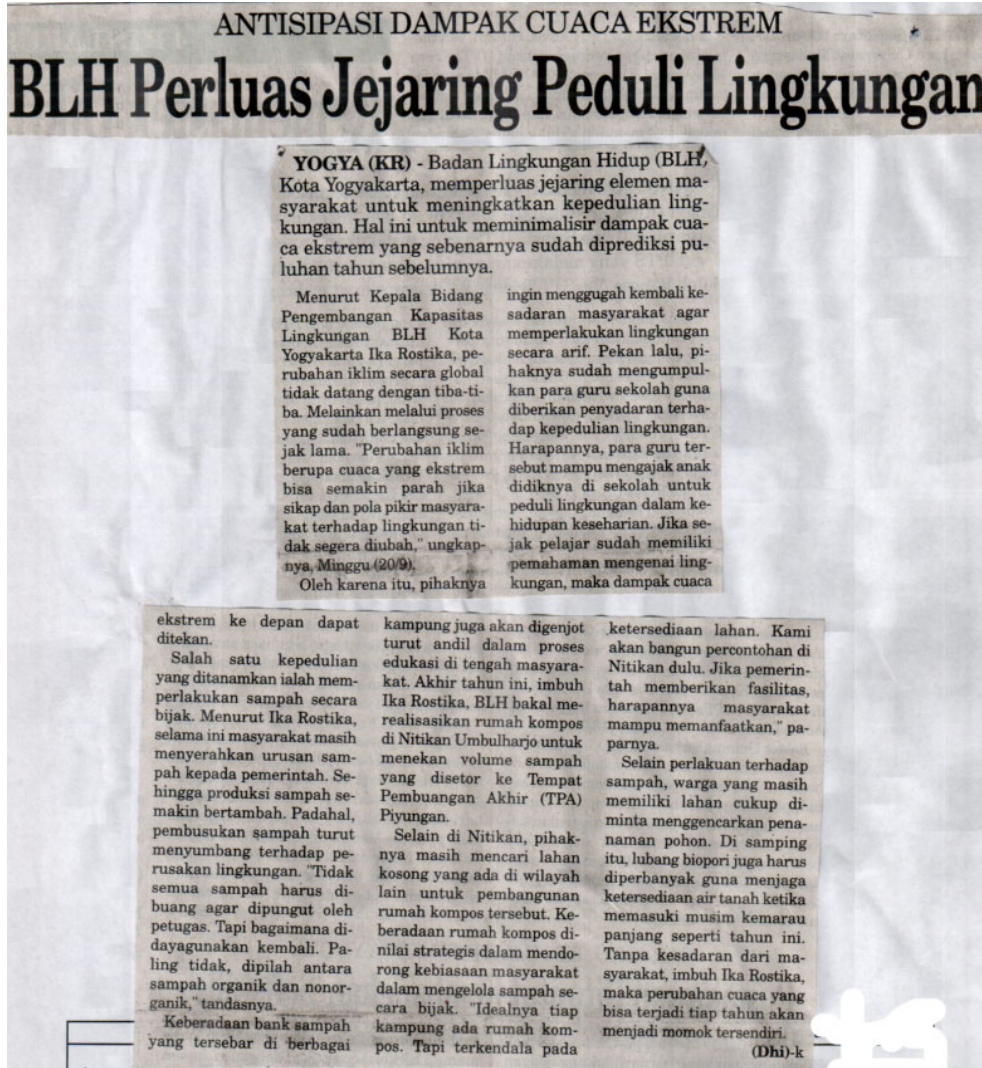 ANTISIPASI DAMPAK CUACA EKSTREM
BLH Perluas Jejaring Peduli Lingkungan
YOGYA (KR) - Badan Lingkungan Hidup (BLH,
Kota Yogyakarta, memperluas jejaring elemen ma-
syarakat untuk meningkatkan kepedulian ling-
kungan. Hal ini untuk meminimalisir dampak cua-
ca ekstrem yang sebenarnya sudah diprediksi pu-
luhan tahun sebelumnya.
Menurut Kepala Bidang
Pengembangan Kapasitas
Lingkungan BLH Kota
Yogyakarta Ika Rostika, pe-
rubahan iklim secara global
tidak datang dengan tiba-ti-
ba. Melainkan melalui proses
yang sudah berlangsung se-
jak lama. "Perubahan iklim
berupa cuaca yang ekstrem
bisa semakin parah jika
sikap dan pola pikir masyara-
kat terhadap lingkungan ti-
dak segera diubah," ungkap-
nya, Minggu (20/9).
Oleh karena itu, pihaknya
ingin menggugah kembali ke-
sadaran masyarakat agar
memperlakukan lingkungan
secara arif. Pekan lalu, pi-
haknya sudah mengumpul-
kan para guru sekolah guna
diberikan penyadaran terha-
dap kepedulian lingkungan.
Harapannya, para guru ter-
sebut mampu mengajak anak
didiknya di sekolah untuk
peduli lingkungan dalam ke-
hidupan keseharian. Jika se-
jak pelajar sudah memiliki
pemahaman mengenai ling-
kungan, maka dampak cuaca
ekstrem ke depan dapat
ditekan.
Salah satu kepedulian
yang ditanamkan ialah mem-
perlakukan sampah secara
bijak. Menurut Ika Rostika,
selama ini masyarakat masih
menyerahkan urusan sam-
pah kepada pemerintah. Se-
hingga produksi sampah se-
makin bertambah. Padahal,
pembusukan sampah turut
menyumbang terhadap pe-
rusakan lingkungan. "Tidak
semua sampah harus di-
buang agar dipungut oleh
petugas. Tapi bagaimana di-
dayagunakan kembali. Pa-
ling tidak, dipilah antara
sampah organik dan nonor-
ganik," tandasnya.
Keberadaan bank sampah
yang tersebar di berbagai
kampung juga akan digenjot
turut andil dalam proses
edukasi di tengah masyara-
kat. Akhir tahun ini, imbuh
Ika Rostika, BLH bakal me-
realisasikan rumah kompos
di Nitikan Umbulharjo untuk
menekan volume sampah
yang disetor ke Tempat
Pembuangan Akhir (TPA)
Piyungan.
Selain di Nitikan, pihak-
nya masih mencari lahan
kosong yang ada di wilayah
lain untuk pembangunan
rumah kompos tersebut. Ke-
beradaan rumah kompos di-
nilai strategis dalam mendo-
rong kebiasaan masyarakat
dalam mengelola sampah se-
cara bijak. "Idealnya tiap
kampung ada rumah kom-
pos. Tapi terkendala pada
ketersediaan lahan. Kami
akan bangun percontohan di
Nitikan dulu. Jika pemerin-
tah memberikan fasilitas,
harapannya masyarakat
mampu memanfaatkan," pa-
parnya.
Selain perlakuan terhadap
sampah, warga yang masih
memiliki lahan cukup di-
minta menggencarkan pena-
naman pohon. Di samping
itu, lubang biopori juga harus
diperbanyak guna menjaga
ketersediaan air tanah ketika
memasuki musim kemarau
panjang seperti tahun ini.
Tanpa kesadaran dari ma-
syarakat, imbuh Ika Rostika,
maka perubahan cuaca yang
bisa terjadi tiap tahun akan
menjadi momok tersendiri.
(Dhi)-k